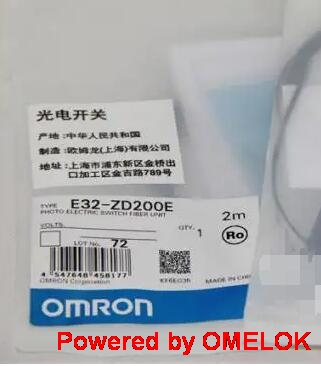 光电开关
产地:中华人民共和国
制造:欧姆龙(上海)有限公司
地址:上海市浦东新区金桥出
口加工区金吉路789号
TYPE E32-ZD200E
PHOTO ELECTRIC SWITCH FIBER UNIT 2m
VOLTS. QTY. 1
LOT No. 72 Ro
4 547648 458177
OMRON Corporation MADE IN CHINA
OMRON
Powered by OMELOK